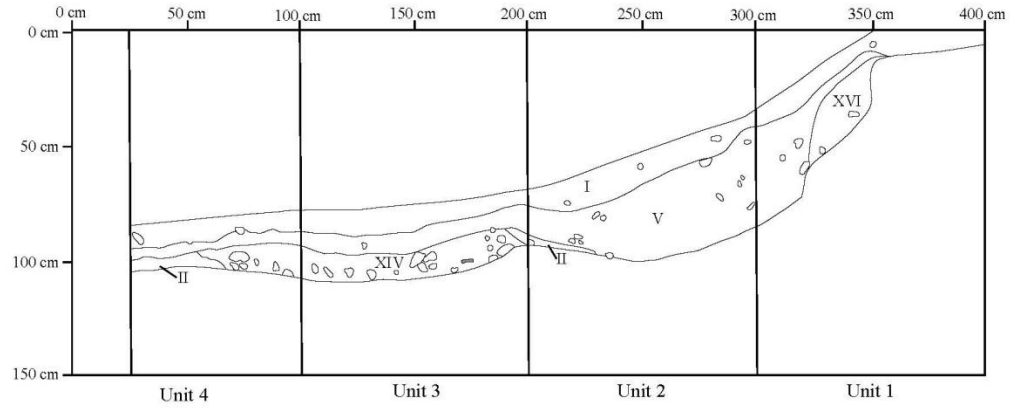 0 cm 50 cm 100 cm 150 cm 200 cm 250 cm 300 cm 350 cm 400 cm
0 cm
50 cm
100 cm
150 cm
XVI
I
V
XIV
II
II
Unit 4 Unit 3 Unit 2 Unit 1